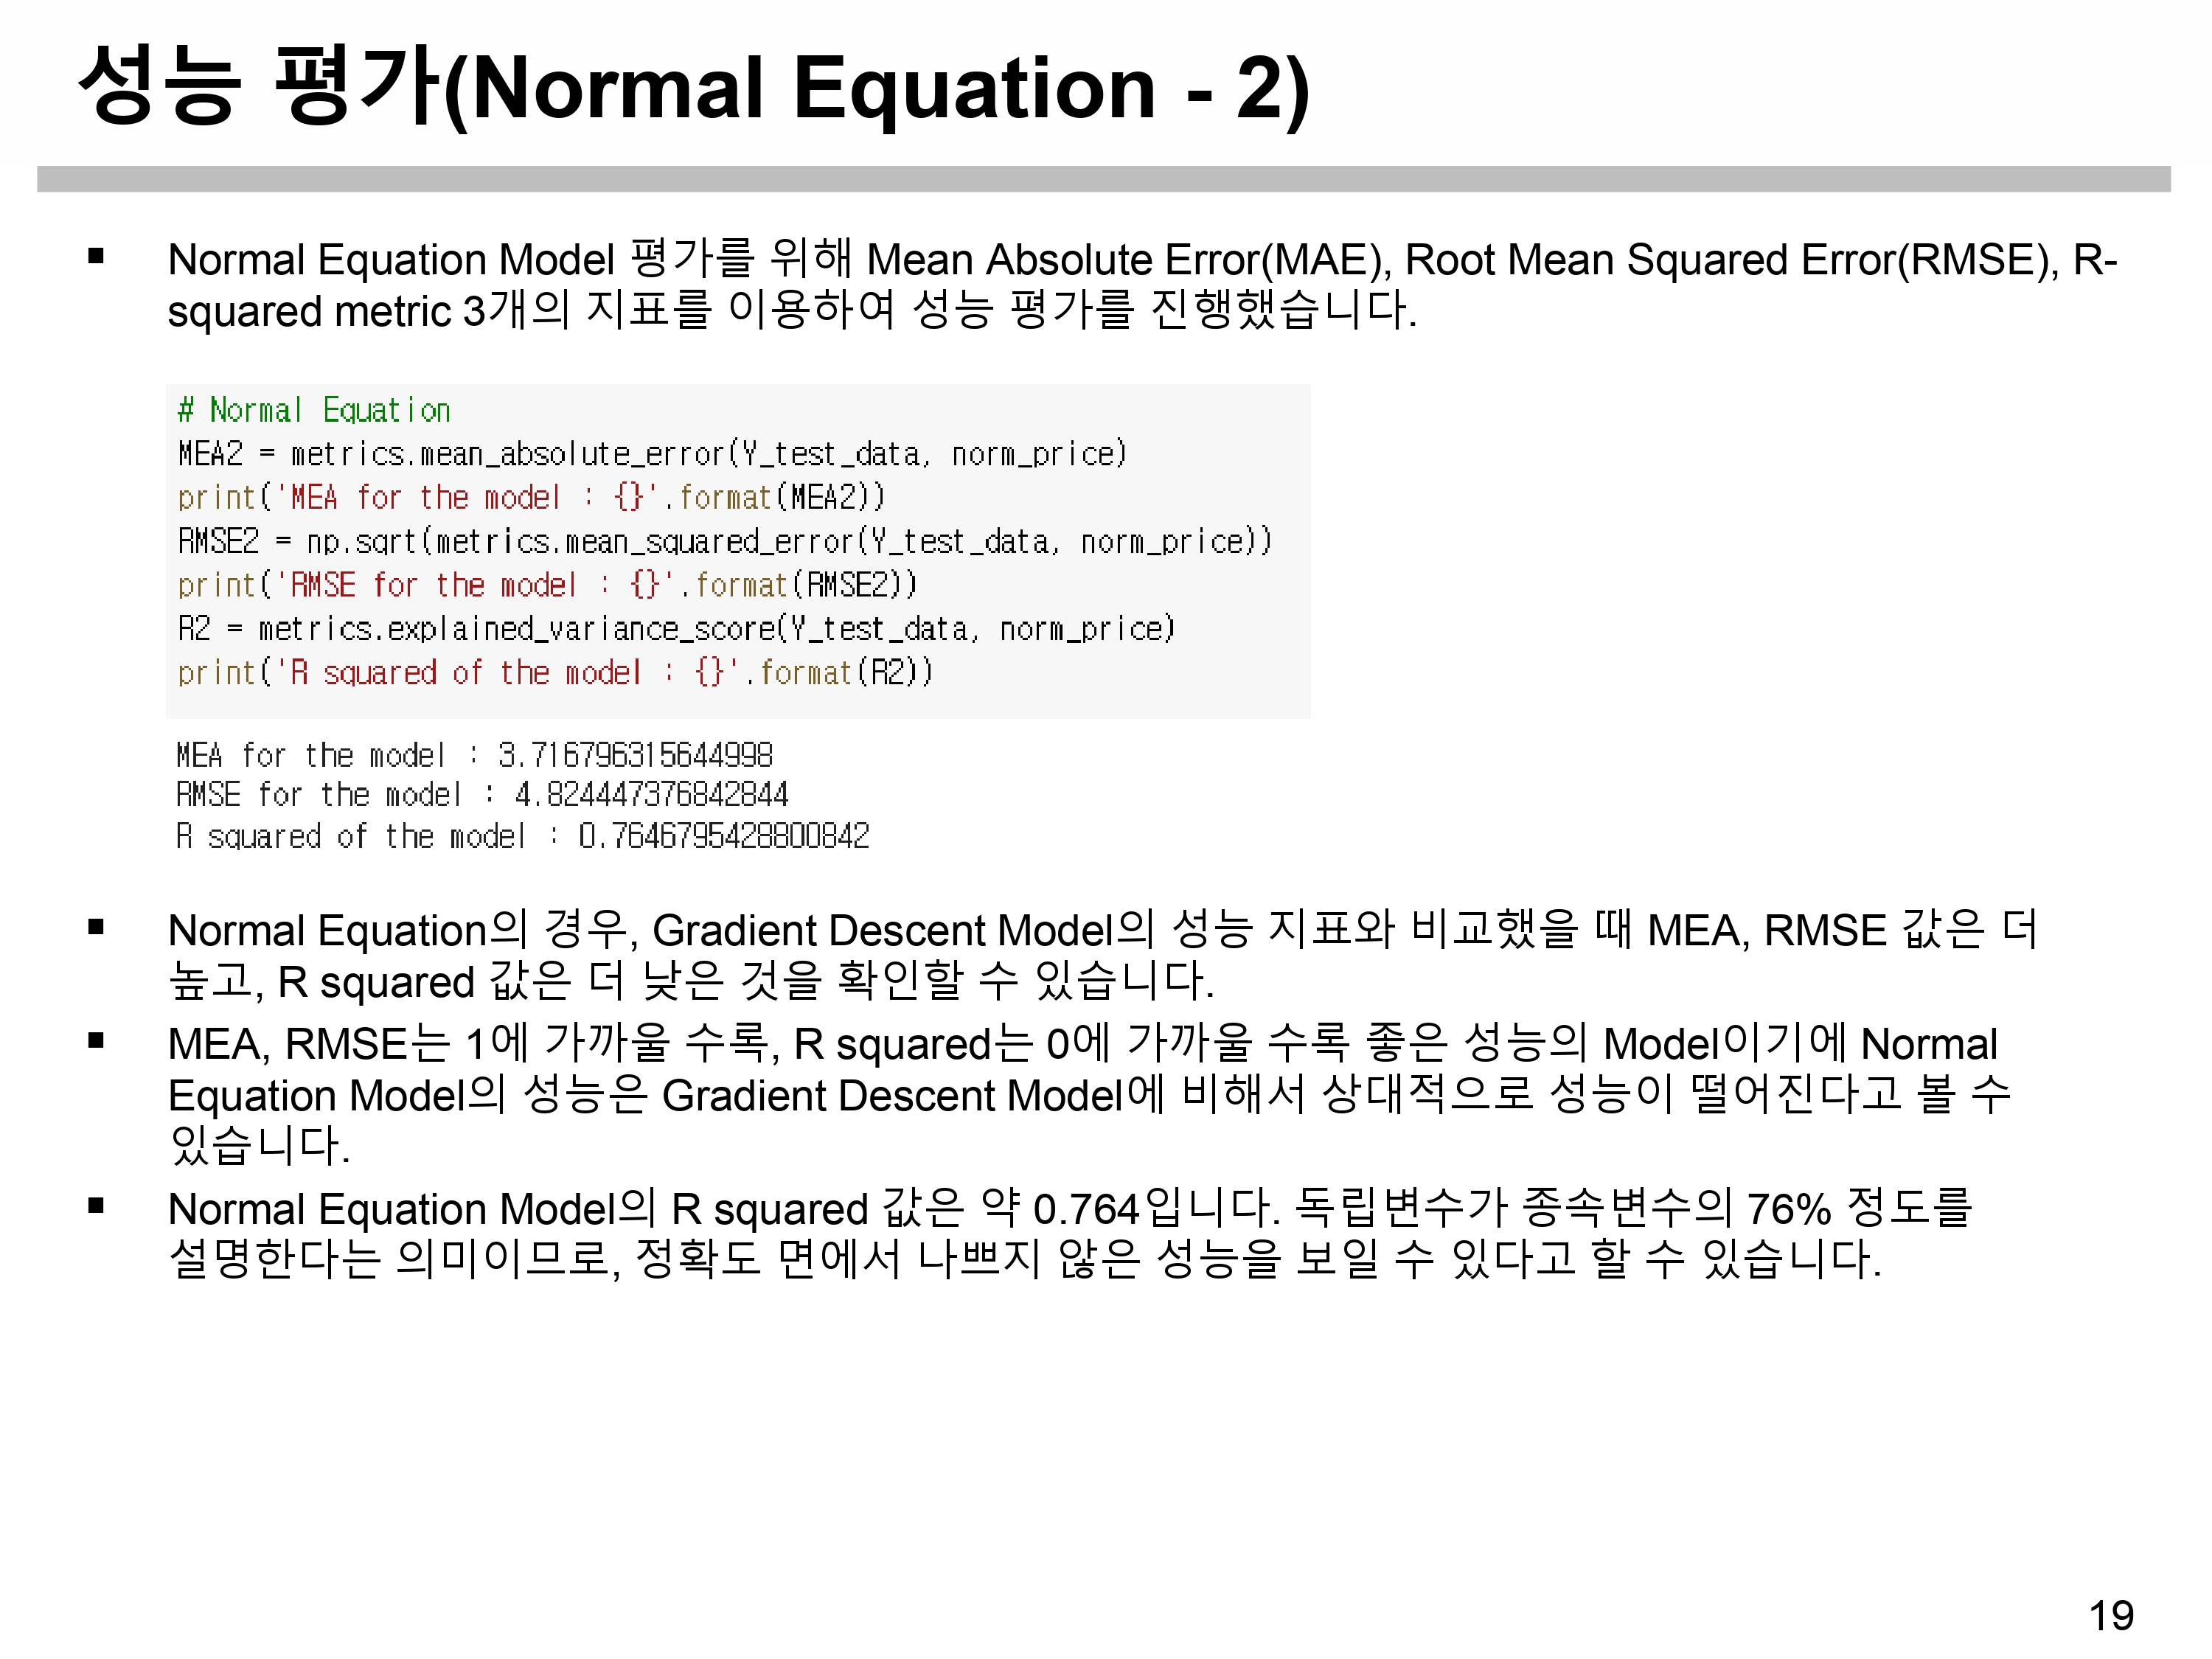 성능 평가(Normal Equation - 2)
▪ Normal Equation Model 평가를 위해 Mean Absolute Error(MAE), Root Mean Squared Error(RMSE), R-
squared metric 3개의 지표를 이용하여 성능 평가를 진행했습니다.
# Normal Equation
MEA2 = metrics.mean_absolute_error(Y_test_data, norm_price)
print('MEA for the model : {}'.format(MEA2))
RMSE2 = np.sqrt(metrics.mean_squared_error(Y_test_data, norm_price))
print('RMSE for the model : {}'.format(RMSE2))
R2 = metrics.explained_variance_score(Y_test_data, norm_price)
print('R squared of the model : {}'.format(R2))
MEA for the model : 3.716796315644998
RMSE for the model : 4.824447376842844
R squared of the model : 0.7646795428800842
▪ Normal Equation의 경우, Gradient Descent Model의 성능 지표와 비교했을 때 MEA, RMSE 값은 더
높고, R squared 값은 더 낮은 것을 확인할 수 있습니다.
▪ MEA, RMSE는 1에 가까울 수록, R squared는 0에 가까울 수록 좋은 성능의 Model이기에 Normal
Equation Model의 성능은 Gradient Descent Model에 비해서 상대적으로 성능이 떨어진다고 볼 수
있습니다.
▪ Normal Equation Model의 R squared 값은 약 0.764입니다. 독립변수가 종속변수의 76% 정도를
설명한다는 의미이므로, 정확도 면에서 나쁘지 않은 성능을 보일 수 있다고 할 수 있습니다.
19